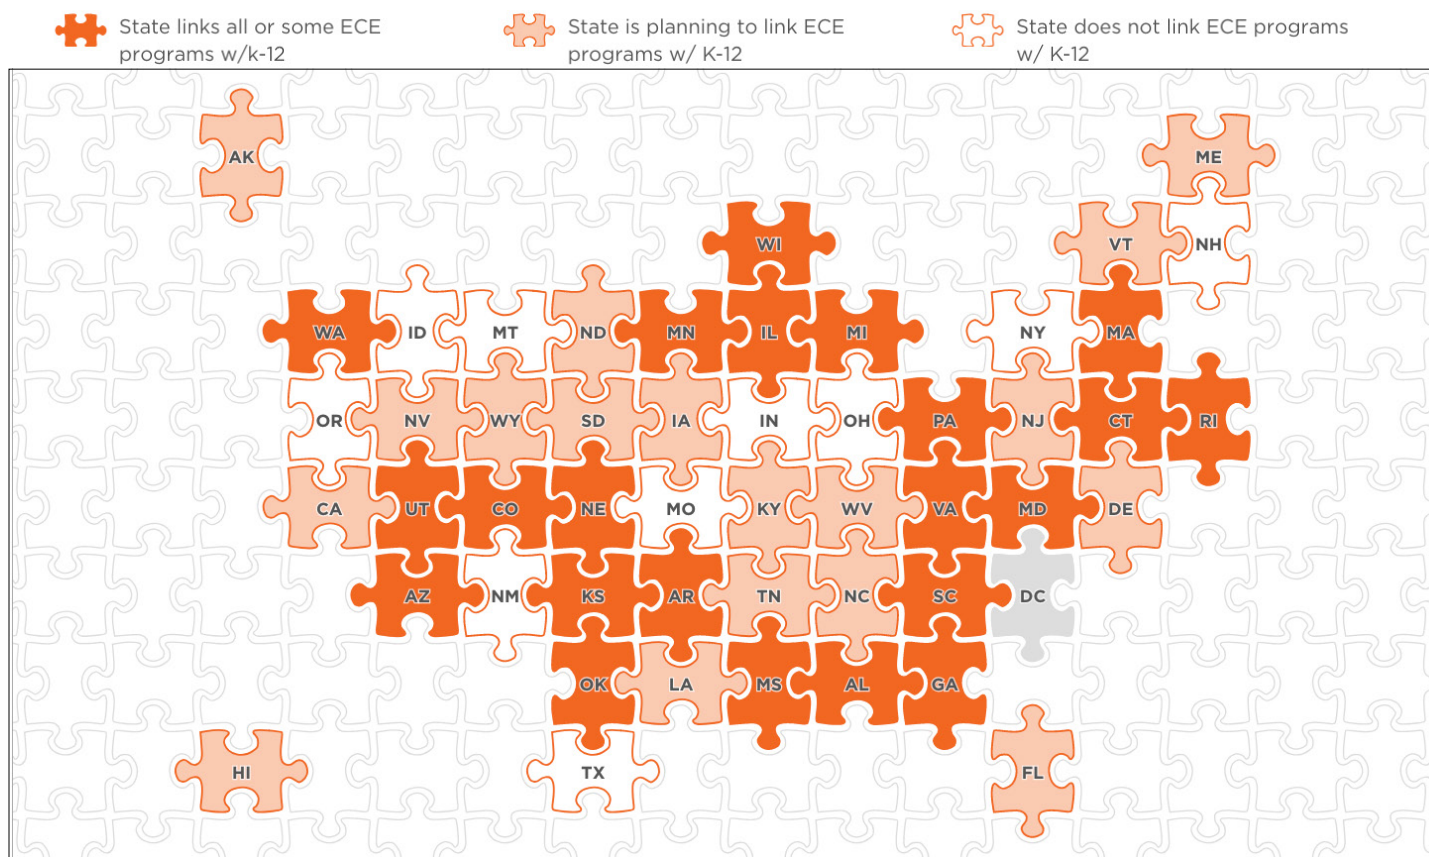 State links all or some ECE
programs w/k-12
State is planning to link ECE
programs w/ K-12
State does not link ECE programs
w/ K-12
AK
ME
WI
VT
NH
WA
ID
MT
ND
MN
IL
MI
NY
MA
OR
NV
WY
SD
IA
IN
OH
PA
NJ
CT
RI
CA
UT
CO
NE
MO
KY
WV
VA
MD
DE
AZ
NM
KS
AR
TN
NC
SC
DC
OK
LA
MS
AL
GA
HI
TX
FL